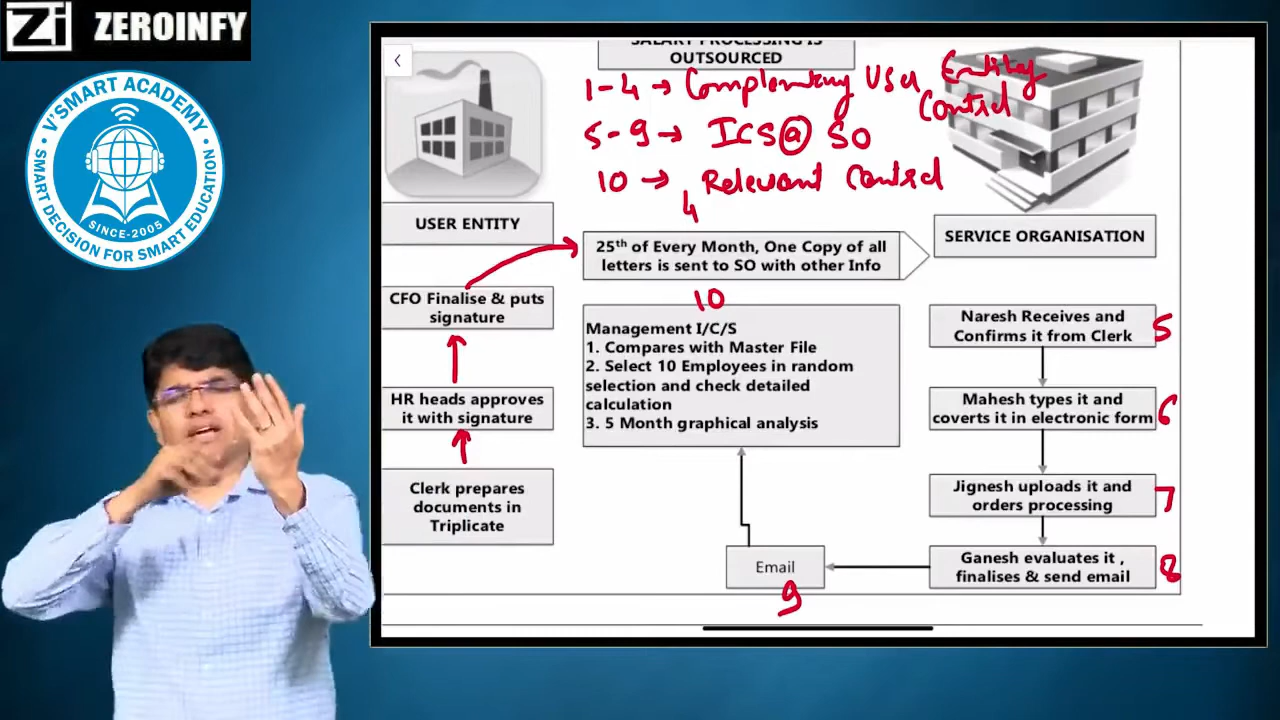 Zi ZEROINFY
V'SMART ACADEMY
SMART DECISION FOR SMART EDUCATION
SINCE-2005
SALARY PROCESSING IS
OUTSOURCED
1-4 → Complemtary User Entity
Control
5-9 → ICS @ SO
10 → Relevant Control
4
USER ENTITY
25th of Every Month, One Copy of all
letters is sent to SO with other Info
SERVICE ORGANISATION
CFO Finalise & puts
signature
10
Management I/C/S
1. Compares with Master File
2. Select 10 Employees in random
selection and check detailed
calculation
3. 5 Month graphical analysis
Naresh Receives and
Confirms it from Clerk
5
HR heads approves
it with signature
Mahesh types it and
coverts it in electronic form
6
Clerk prepares
documents in
Triplicate
Jignesh uploads it and
orders processing
7
Email
9
Ganesh evaluates it ,
finalises & send email
8